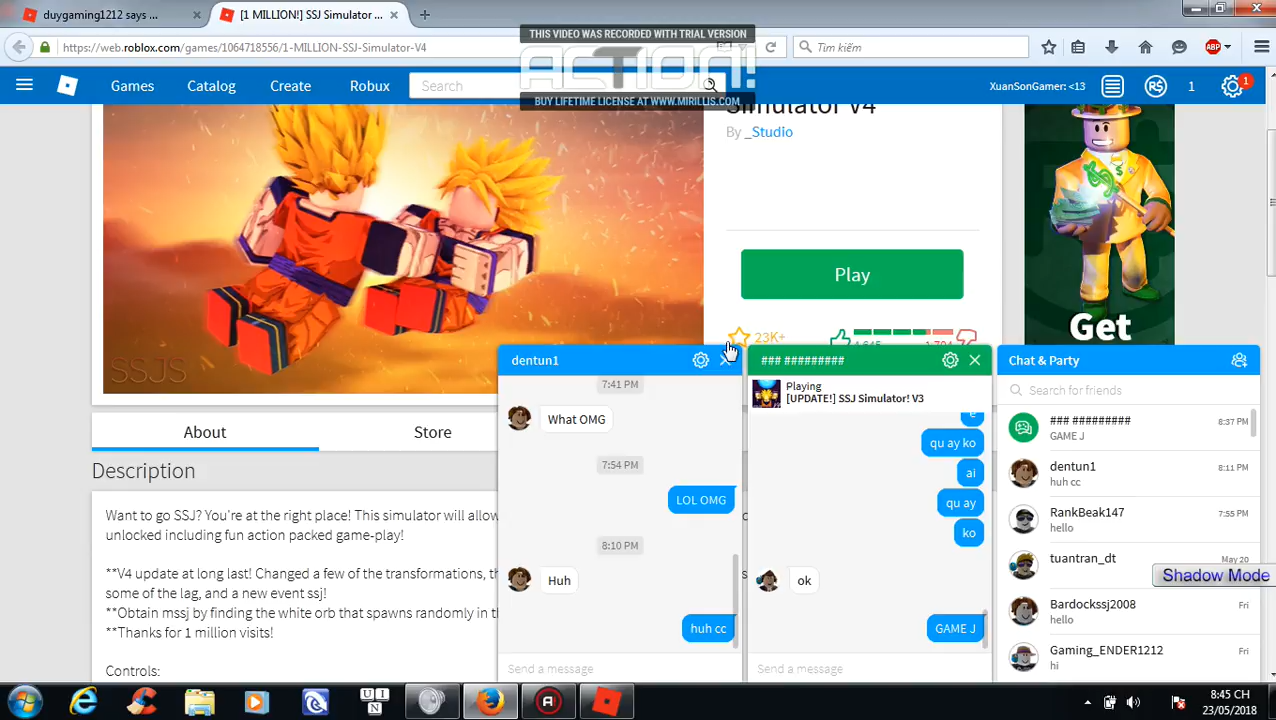 duygaming1212 says ...
[1 MILLION!] SSJ Simulator ...
THIS VIDEO WAS RECORDED WITH TRIAL VERSION
ACTION!
BUY LIFETIME LICENSE AT WWW.MIRILLIS.COM
https://web.roblox.com/games/1064718556/1-MILLION-SSJ-Simulator-V4
Tìm kiếm
ABP
Games
Catalog
Create
Robux
Search
XuanSonGamer: <13
R$
1
1
Simulator V4
By _Studio
Play
23K+
SSJS
Get
About
Store
Description
Want to go SSJ? You're at the right place! This simulator will allow
unlocked including fun action packed game-play!
**V4 update at long last! Changed a few of the transformations, th
some of the lag, and a new event ssj!
**Obtain mssj by finding the white orb that spawns randomly in th
**Thanks for 1 million visits!
Controls:
dentun1
7:41 PM
What OMG
7:54 PM
LOL OMG
8:10 PM
Huh
huh cc
Send a message
### #########
Playing
[UPDATE!] SSJ Simulator! V3
e
qu ay ko
ai
qu ay
ko
ok
GAME J
Send a message
Chat & Party
Search for friends
### #########
8:37 PM
GAME J
dentun1
8:11 PM
huh cc
RankBeak147
7:55 PM
hello
tuantran_dt
May 20
Shadow Mode
Bardockssj2008
Fri
hello
Gaming_ENDER1212
Fri
hi
U I
N
8:45 CH
23/05/2018